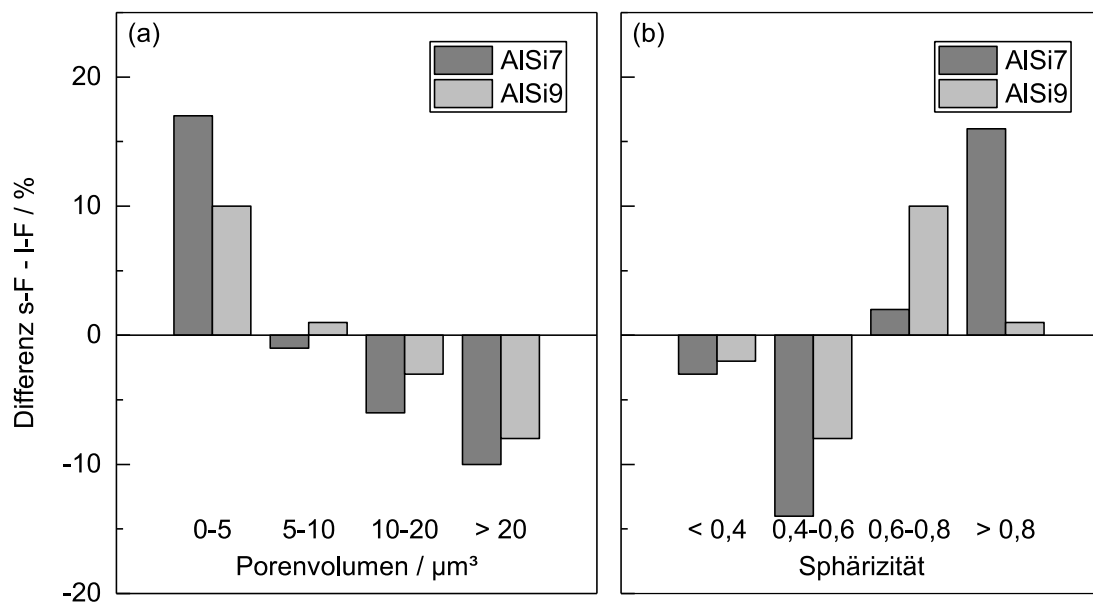 (a)
AlSi7
AlSi9
(b)
AlSi7
AlSi9
Differenz s-F - l-F / %
20
10
0
-10
-20
0-5 5-10 10-20 > 20
Porenvolumen / µm³
< 0,4 0,4-0,6 0,6-0,8 > 0,8
Sphärizität